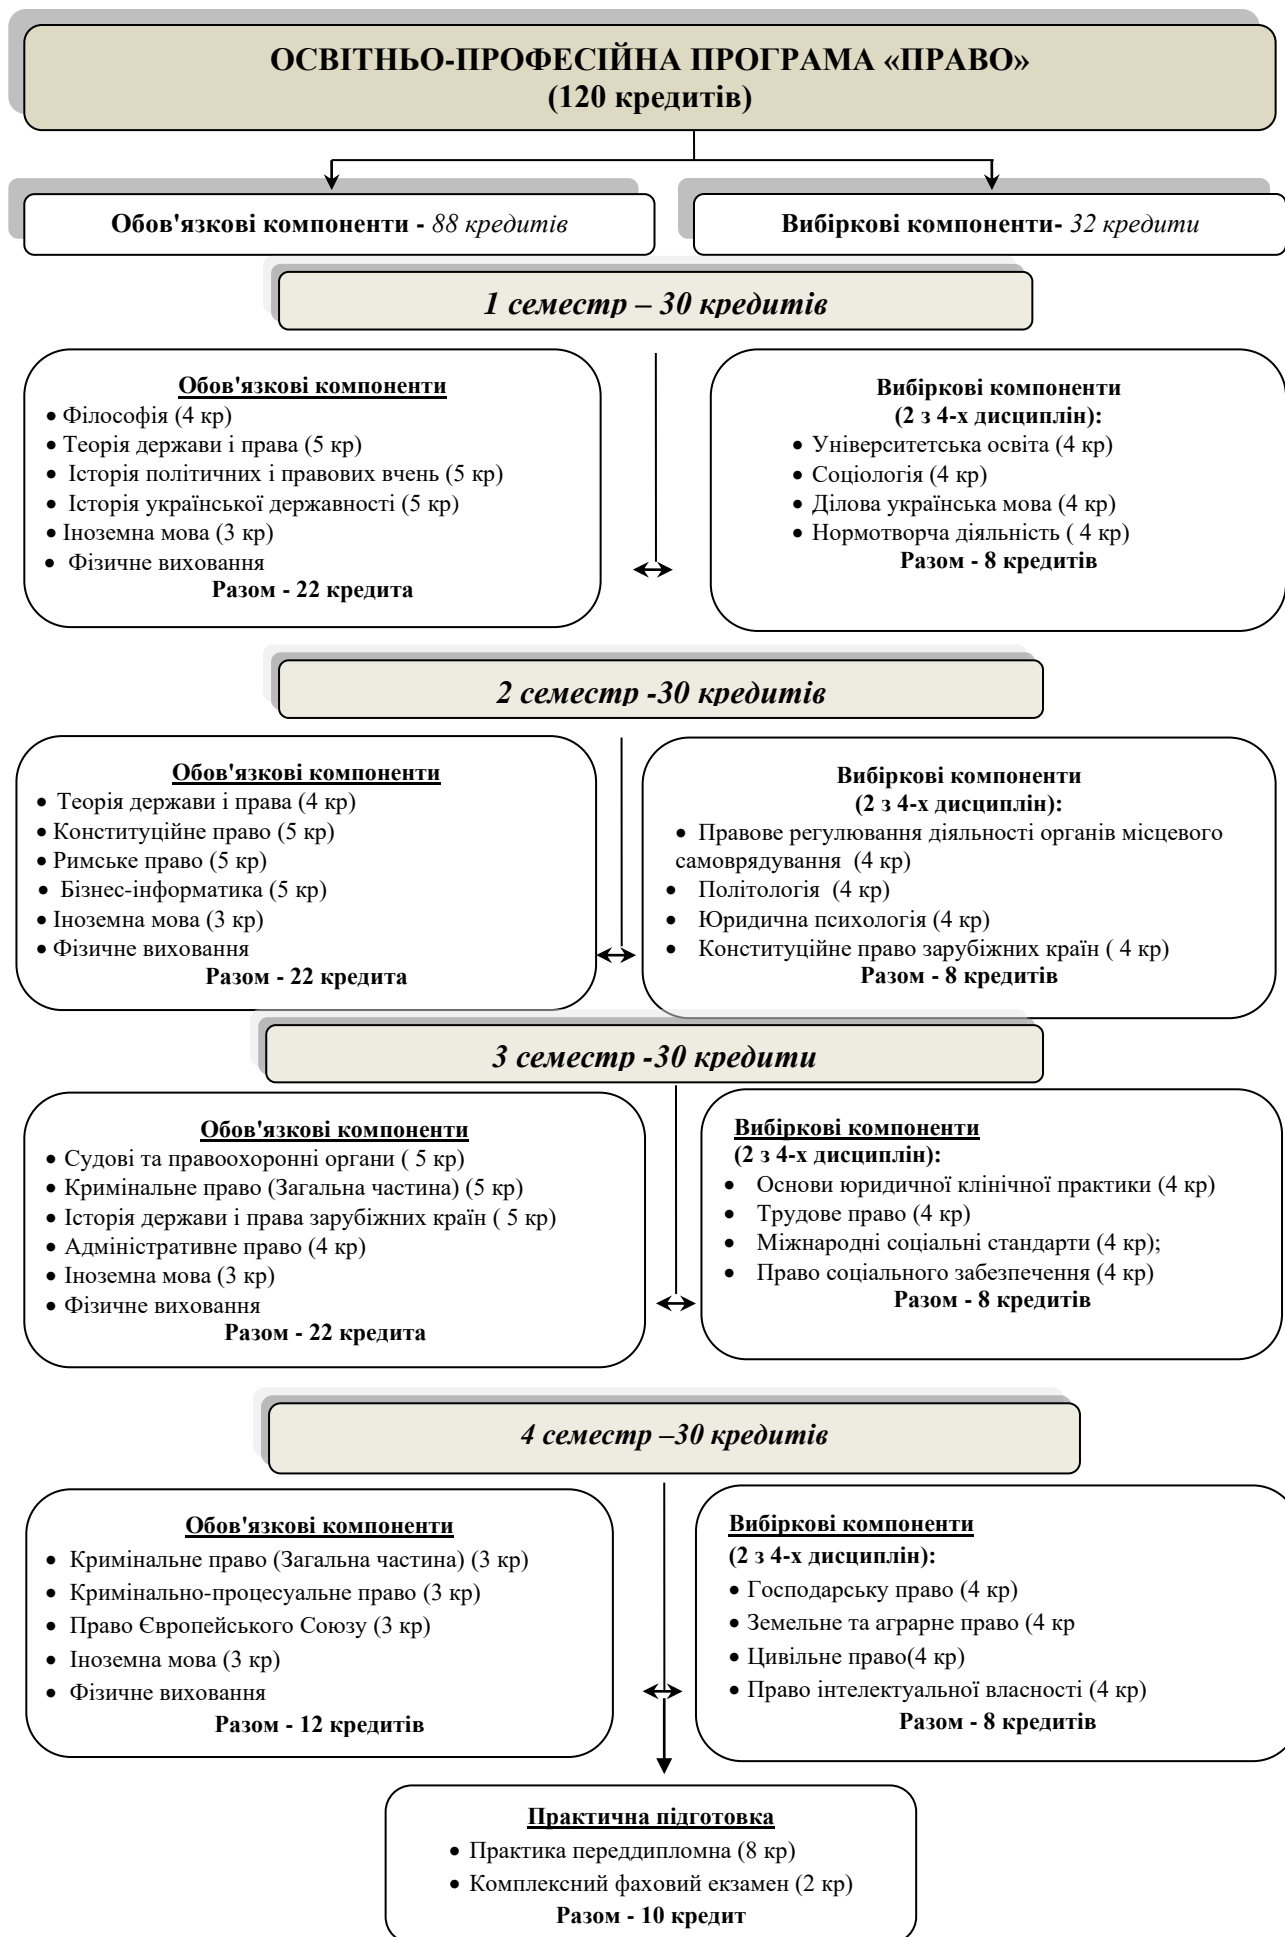 ОСВІТНЬО-ПРОФЕСІЙНА ПРОГРАМА «ПРАВО»
(120 кредитів)
Обов'язкові компоненти - 88 кредитів
Вибіркові компоненти- 32 кредити
1 семестр – 30 кредитів
Обов'язкові компоненти
• Філософія (4 кр)
• Теорія держави і права (5 кр)
• Історія політичних і правових вчень (5 кр)
• Історія української державності (5 кр)
• Іноземна мова (3 кр)
• Фізичне виховання
Разом - 22 кредита
Вибіркові компоненти
(2 з 4-х дисциплін):
• Університетська освіта (4 кр)
• Соціологія (4 кр)
• Ділова українська мова (4 кр)
• Нормотворча діяльність ( 4 кр)
Разом - 8 кредитів
2 семестр -30 кредитів
Обов'язкові компоненти
• Теорія держави і права (4 кр)
• Конституційне право (5 кр)
• Римське право (5 кр)
• Бізнес-інформатика (5 кр)
• Іноземна мова (3 кр)
• Фізичне виховання
Разом - 22 кредита
Вибіркові компоненти
(2 з 4-х дисциплін):
• Правове регулювання діяльності органів місцевого
самоврядування (4 кр)
• Політологія (4 кр)
• Юридична психологія (4 кр)
• Конституційне право зарубіжних країн ( 4 кр)
Разом - 8 кредитів
3 семестр -30 кредити
Обов'язкові компоненти
• Судові та правоохоронні органи ( 5 кр)
• Кримінальне право (Загальна частина) (5 кр)
• Історія держави і права зарубіжних країн ( 5 кр)
• Адміністративне право (4 кр)
• Іноземна мова (3 кр)
• Фізичне виховання
Разом - 22 кредита
Вибіркові компоненти
(2 з 4-х дисциплін):
• Основи юридичної клінічної практики (4 кр)
• Трудове право (4 кр)
• Міжнародні соціальні стандарти (4 кр);
• Право соціального забезпечення (4 кр)
Разом - 8 кредитів
4 семестр –30 кредитів
Обов'язкові компоненти
• Кримінальне право (Загальна частина) (3 кр)
• Кримінально-процесуальне право (3 кр)
• Право Європейського Союзу (3 кр)
• Іноземна мова (3 кр)
• Фізичне виховання
Разом - 12 кредитів
Вибіркові компоненти
(2 з 4-х дисциплін):
• Господарську право (4 кр)
• Земельне та аграрне право (4 кр
• Цивільне право(4 кр)
• Право інтелектуальної власності (4 кр)
Разом - 8 кредитів
Практична підготовка
• Практика переддипломна (8 кр)
• Комплексний фаховий екзамен (2 кр)
Разом - 10 кредит